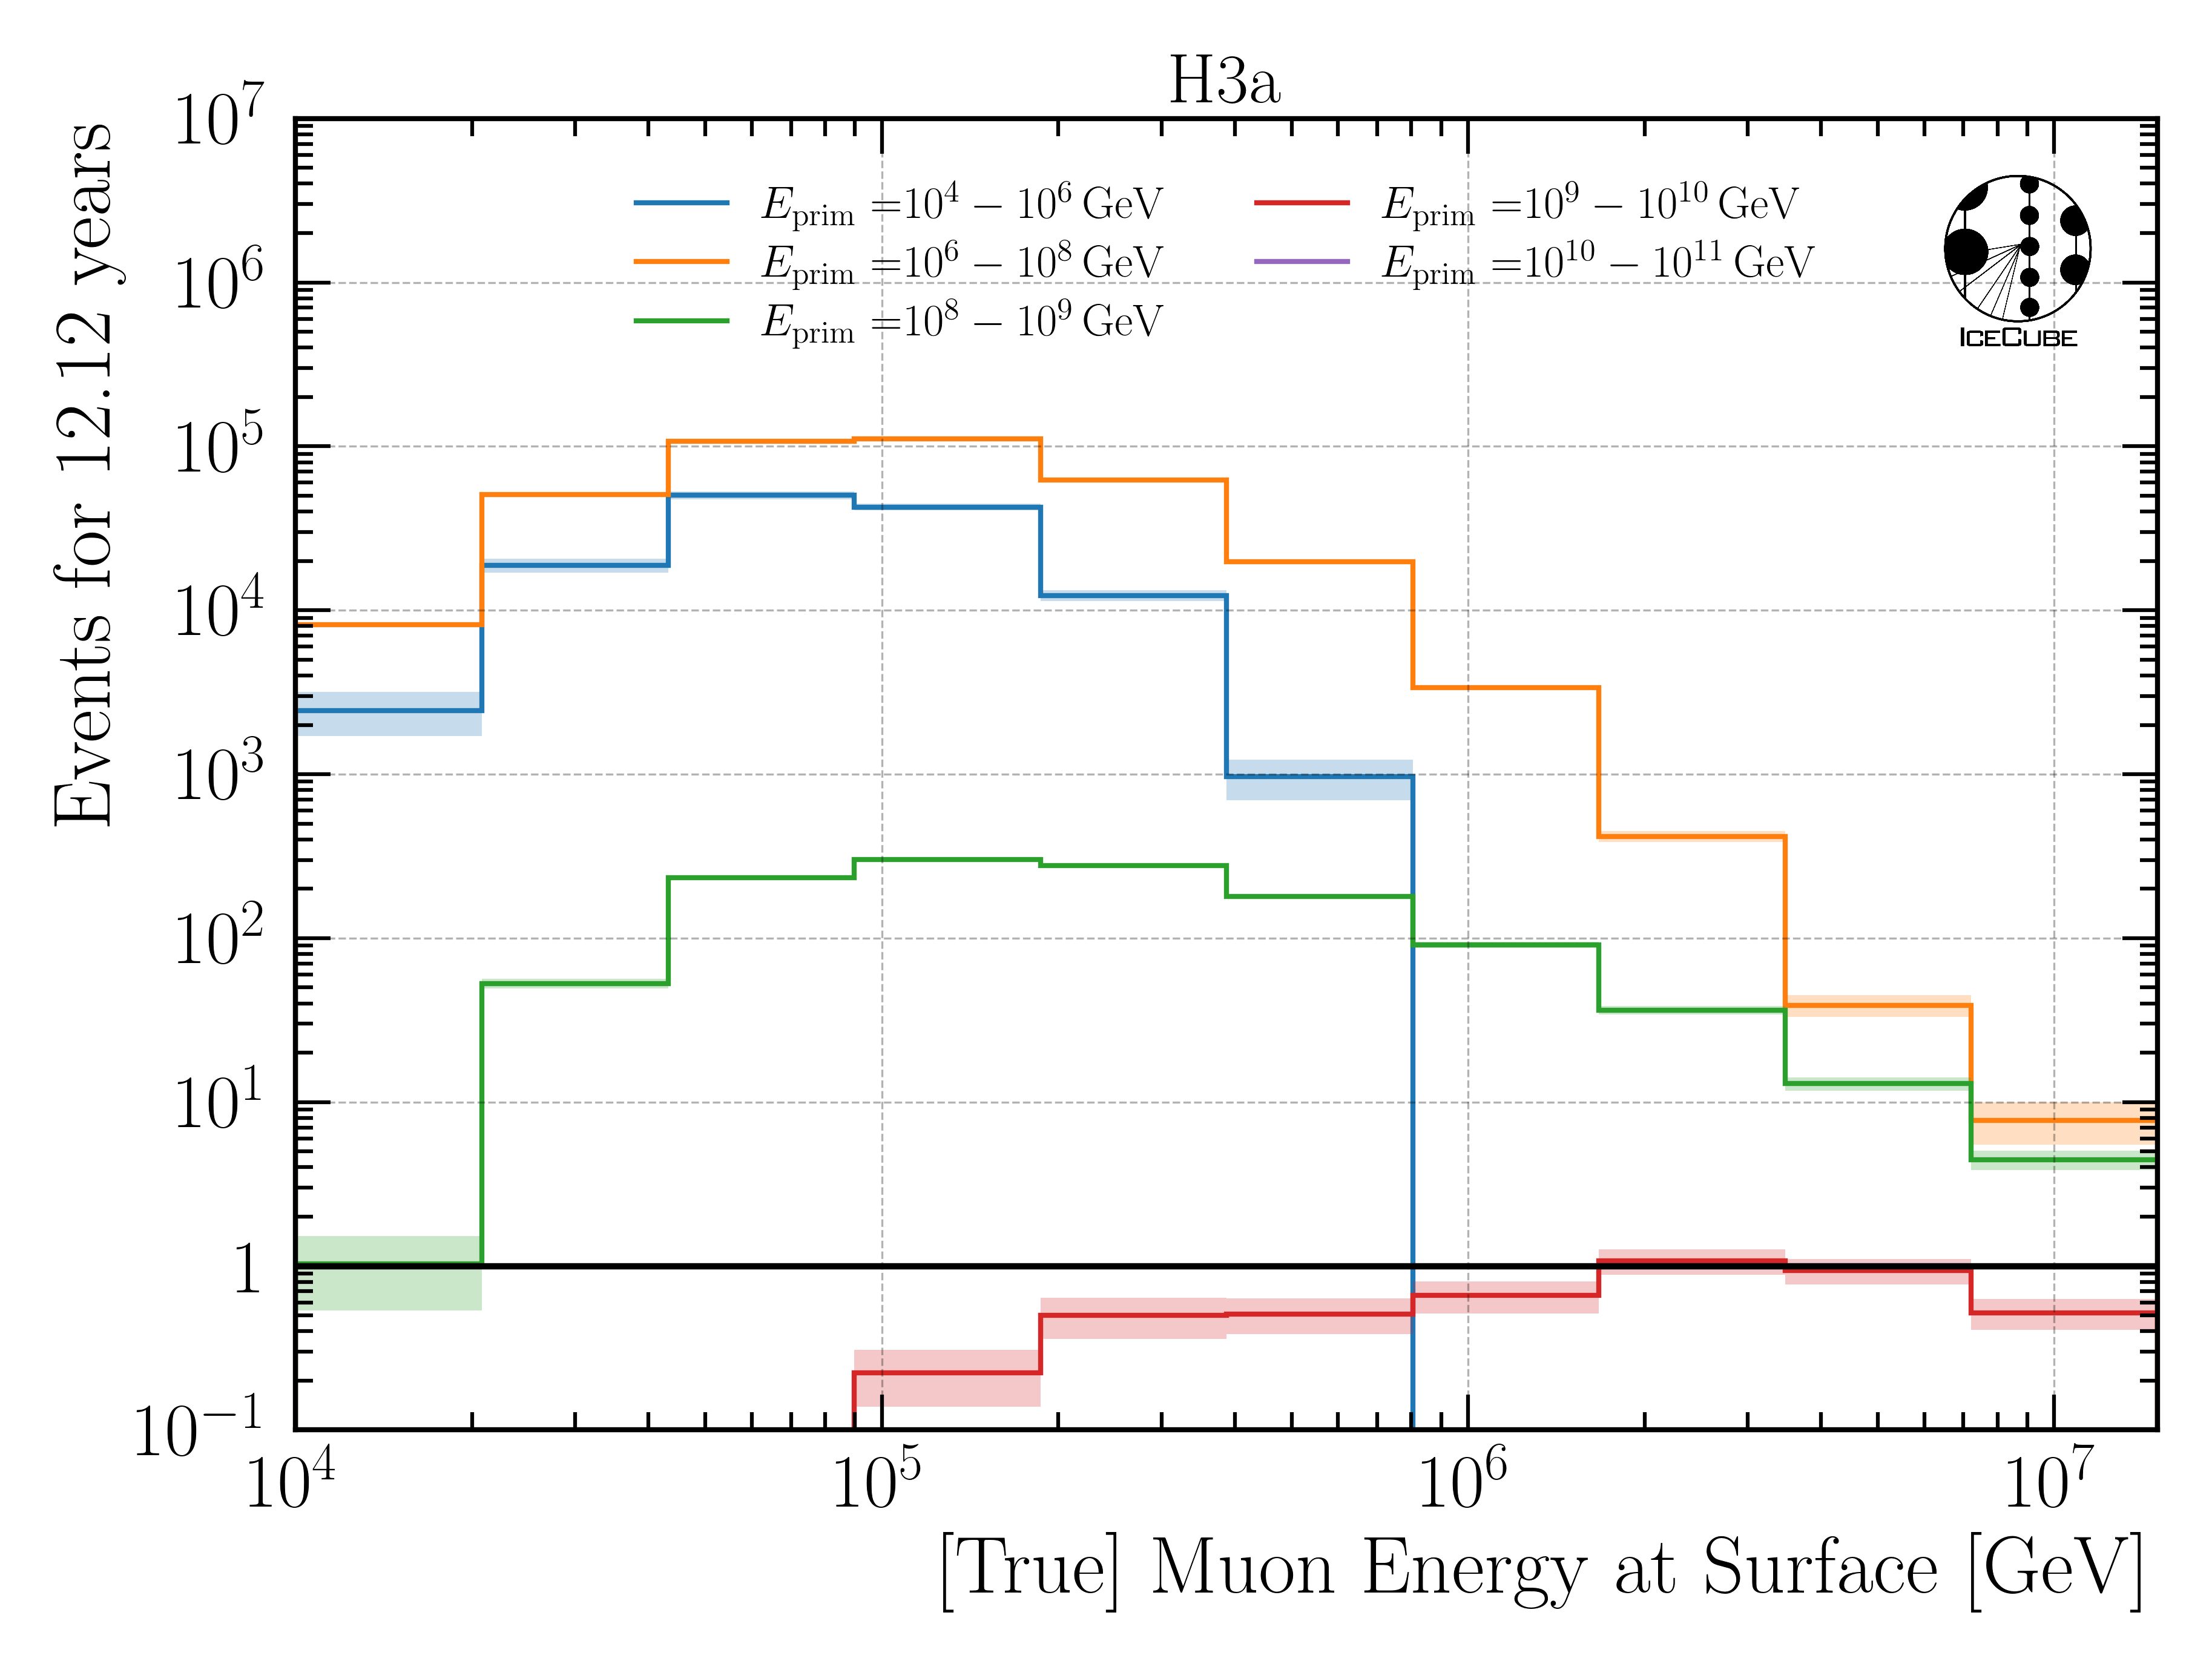 H3a
Events for 12.12 years
10^7
10^6
10^5
10^4
10^3
10^2
10^1
1
10^−1
E_prim =10^4 − 10^6 GeV
E_prim =10^6 − 10^8 GeV
E_prim =10^8 − 10^9 GeV
E_prim =10^9 − 10^10 GeV
E_prim =10^10 − 10^11 GeV
ICECUBE
10^4 10^5 10^6 10^7
[True] Muon Energy at Surface [GeV]